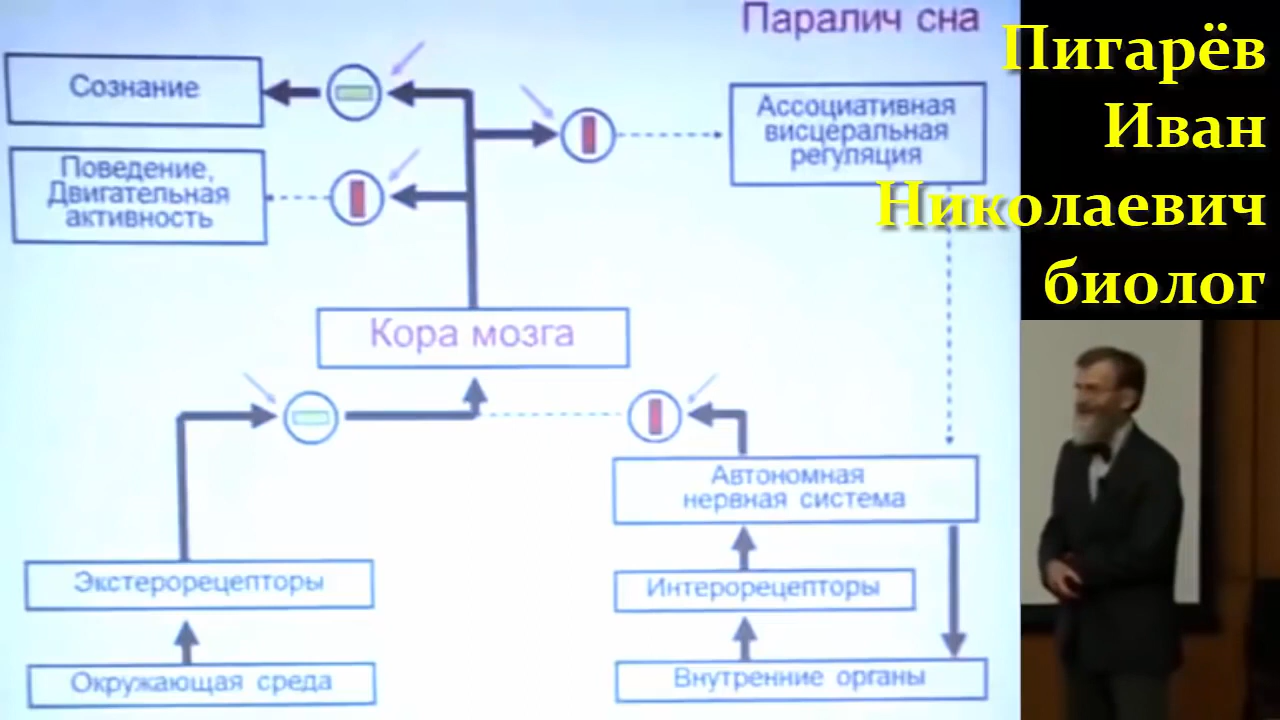 Паралич сна
Пигарёв
Иван
Николаевич
биолог
Сознание
Поведение,
Двигательная
активность
Ассоциативная
висцеральная
регуляция
Кора мозга
Автономная
нервная система
Экстерорецепторы
Интерорецепторы
Окружающая среда
Внутренние органы